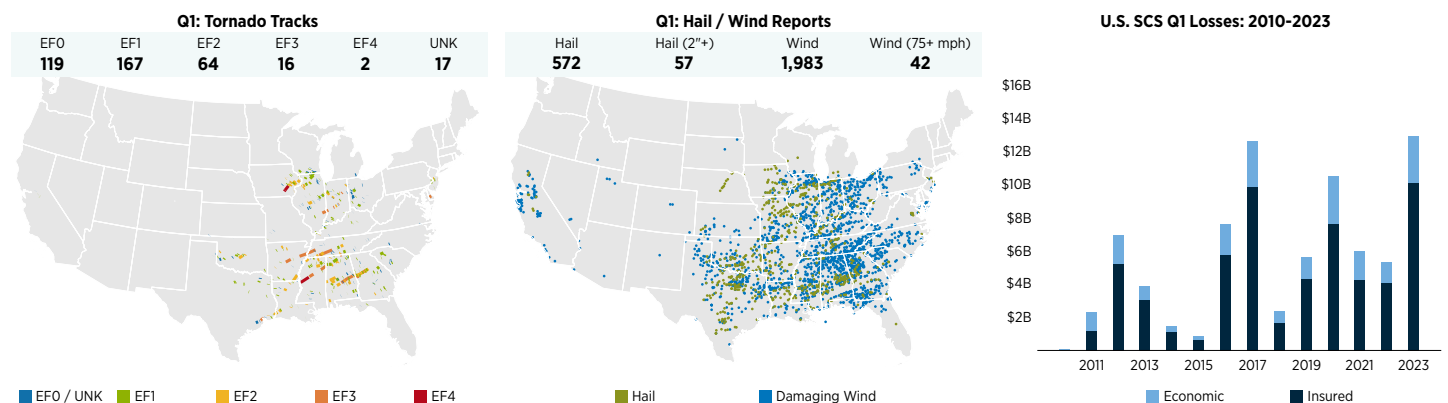 Q1: Tornado Tracks
EF0 EF1 EF2 EF3 EF4 UNK
119 167 64 16 2 17
EF0 / UNK EF1 EF2 EF3 EF4
Q1: Hail / Wind Reports
Hail Hail (2"+) Wind Wind (75+ mph)
572 57 1,983 42
Hail Damaging Wind
U.S. SCS Q1 Losses: 2010-2023
$16B
$14B
$12B
$10B
$8B
$6B
$4B
$2B
2011 2013 2015 2017 2019 2021 2023
Economic Insured